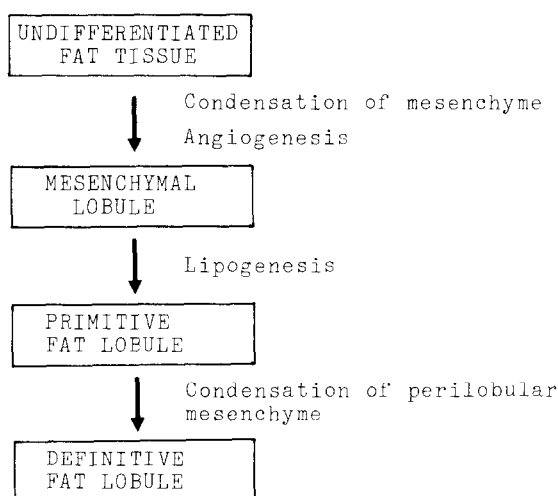 UNDIFFERENTIATED
FAT TISSUE
Condensation of mesenchyme
Angiogenesis
MESENCHYMAL
LOBULE
Lipogenesis
PRIMITIVE
FAT LOBULE
Condensation of perilobular
mesenchyme
DEFINITIVE
FAT LOBULE